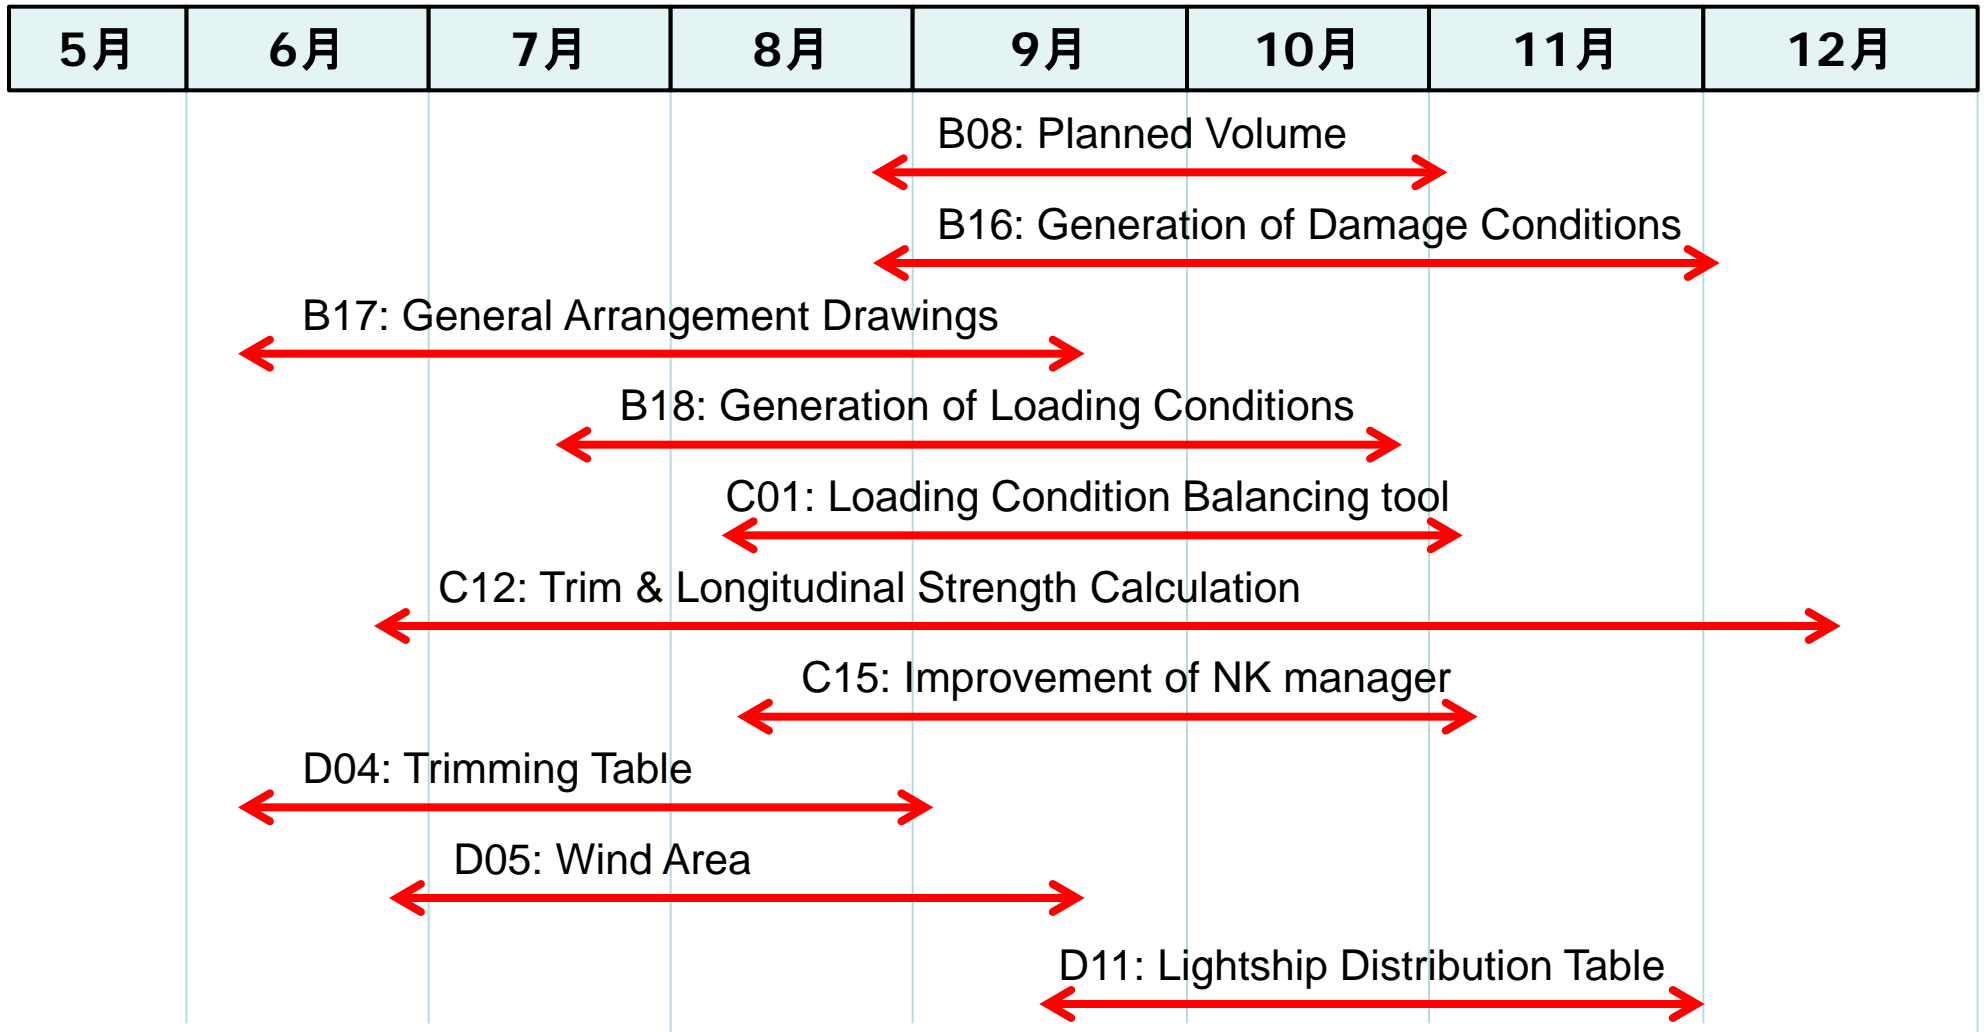 5月 6月 7月 8月 9月 10月 11月 12月
B08: Planned Volume
B16: Generation of Damage Conditions
B17: General Arrangement Drawings
B18: Generation of Loading Conditions
C01: Loading Condition Balancing tool
C12: Trim & Longitudinal Strength Calculation
C15: Improvement of NK manager
D04: Trimming Table
D05: Wind Area
D11: Lightship Distribution Table